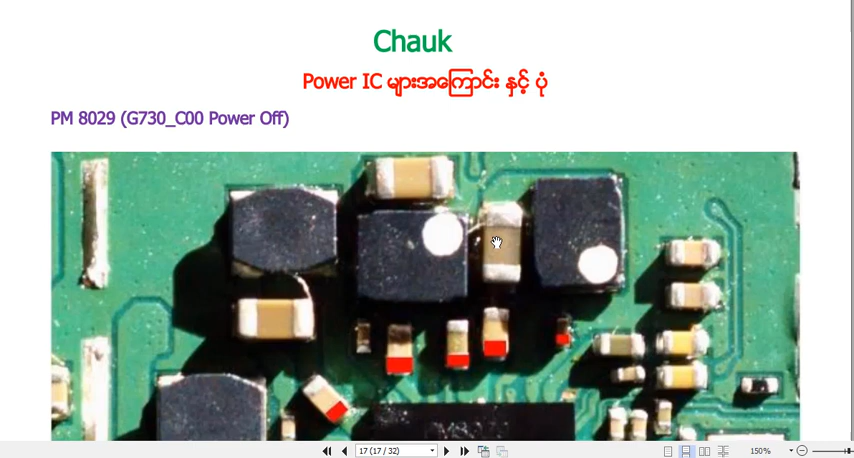 Chauk
Power IC များအကြောင်း နှင့် ပုံ
PM 8029 (G730_C00 Power Off)
PM8029
17 (17 / 32)
150%